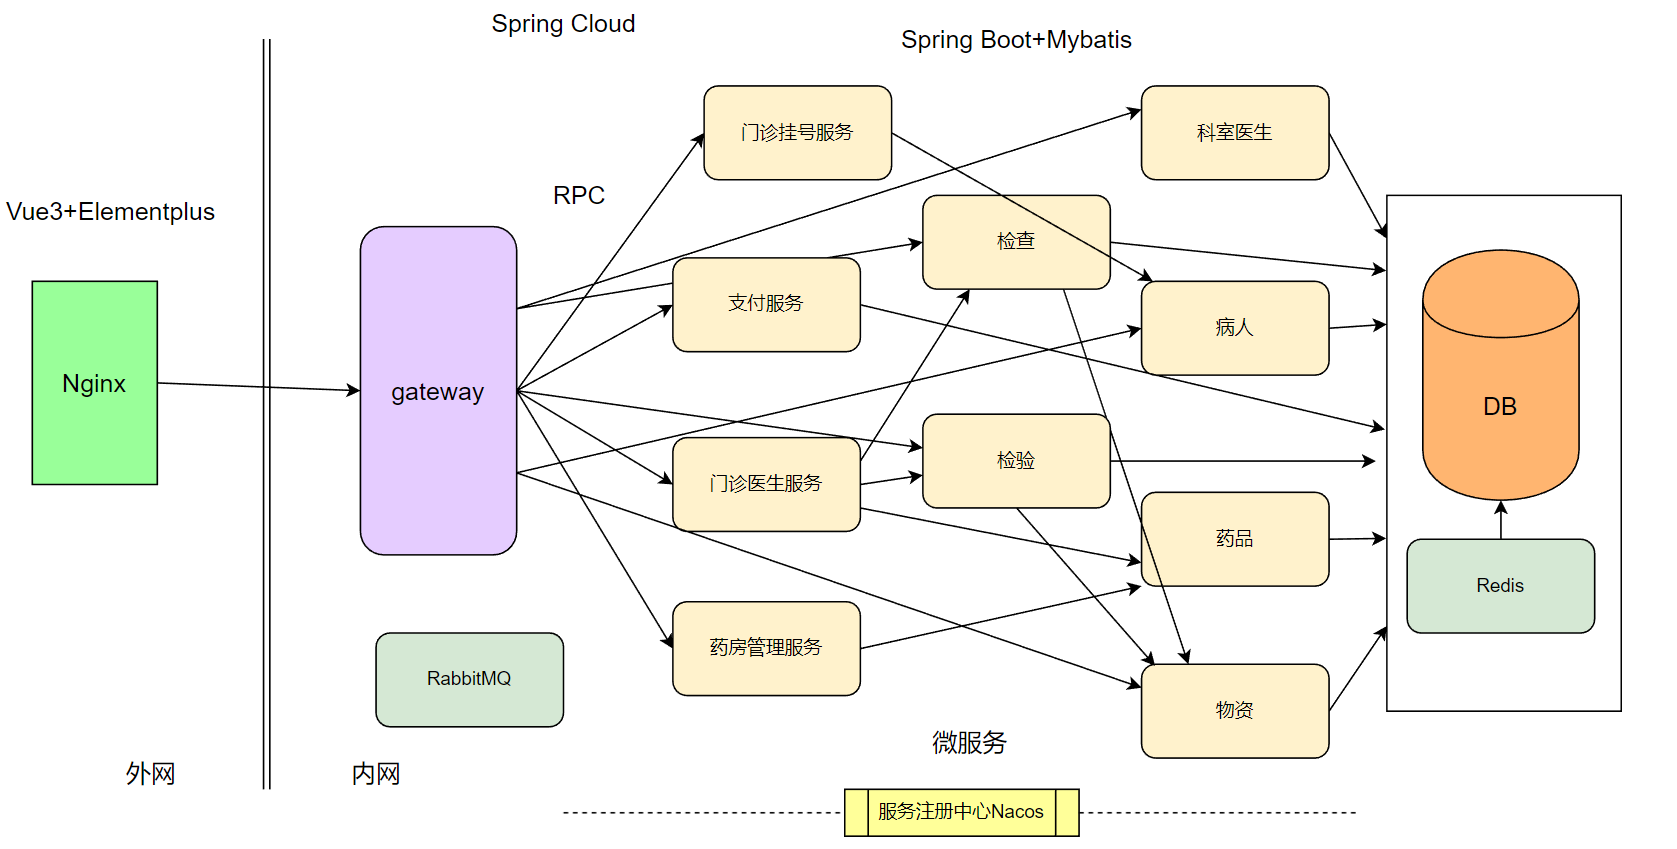 Spring Cloud
Spring Boot+Mybatis
门诊挂号服务
科室医生
RPC
Vue3+Elementplus
检查
支付服务
病人
Nginx
gateway
DB
检验
门诊医生服务
药品
Redis
药房管理服务
RabbitMQ
物资
微服务
外网
内网
服务注册中心Nacos